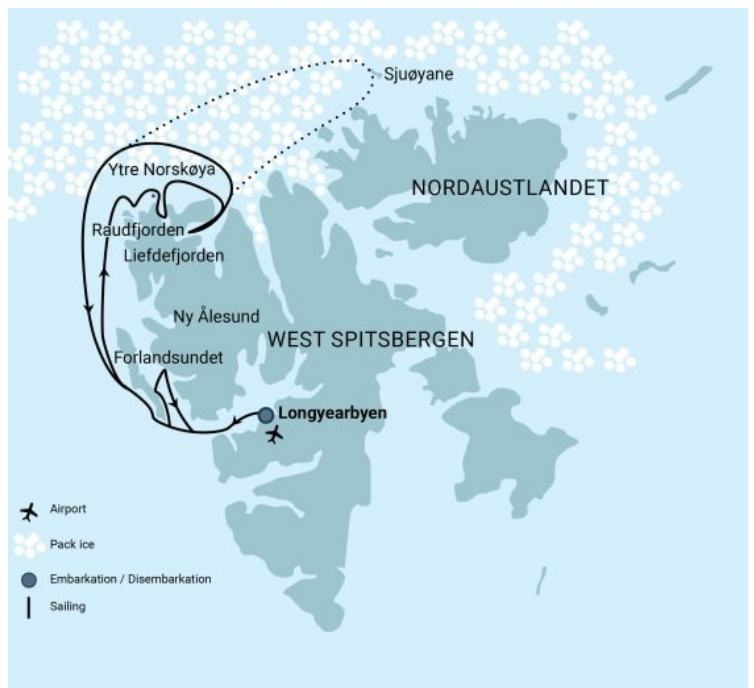 Sjuøyane
Ytre Norskøya
NORDAUSTLANDET
Raudfjorden
Liefdefjorden
Ny Ålesund
WEST SPITSBERGEN
Forlandsundet
Longyearbyen
Airport
Pack ice
Embarkation / Disembarkation
Sailing